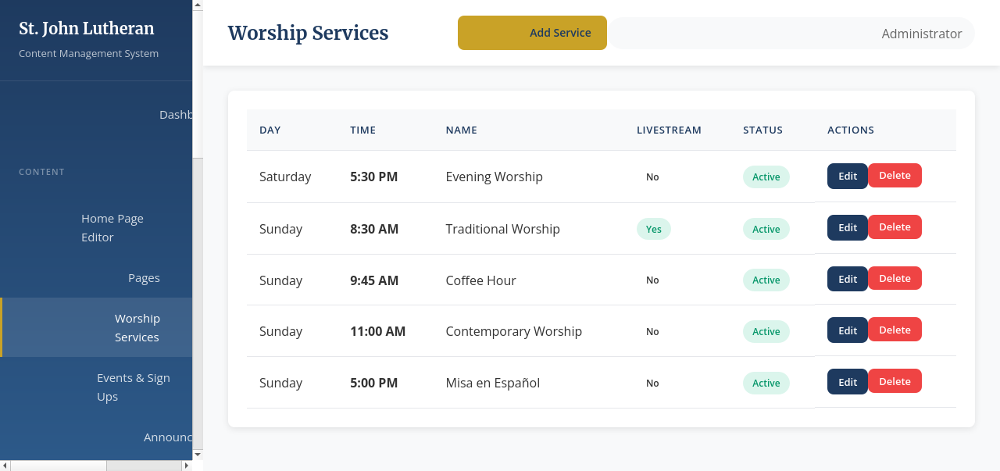 St. John Lutheran
Content Management System
Dashb
CONTENT
Home Page
Editor
Pages
Worship
Services
Events & Sign
Ups
Announc
Worship Services
Add Service
Administrator
DAY TIME NAME LIVESTREAM STATUS ACTIONS
Saturday 5:30 PM Evening Worship No Active Edit Delete
Sunday 8:30 AM Traditional Worship Yes Active Edit Delete
Sunday 9:45 AM Coffee Hour No Active Edit Delete
Sunday 11:00 AM Contemporary Worship No Active Edit Delete
Sunday 5:00 PM Misa en Español No Active Edit Delete